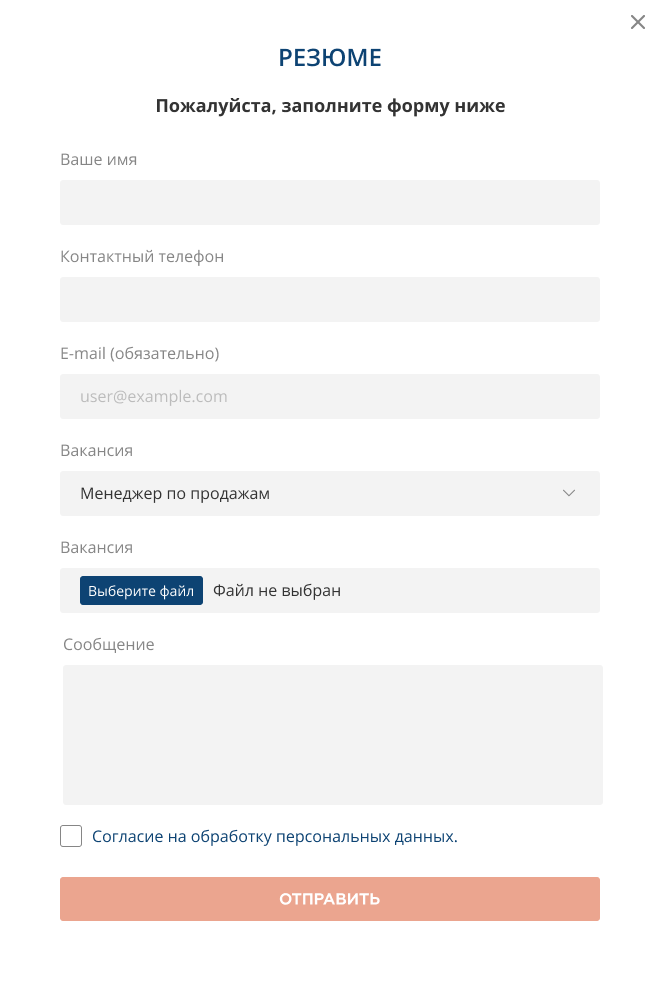 РЕЗЮМЕ
Пожалуйста, заполните форму ниже
Ваше имя
Контактный телефон
E-mail (обязательно)
user@example.com
Вакансия
Менеджер по продажам
Вакансия
Выберите файл Файл не выбран
Сообщение
Согласие на обработку персональных данных.
ОТПРАВИТЬ